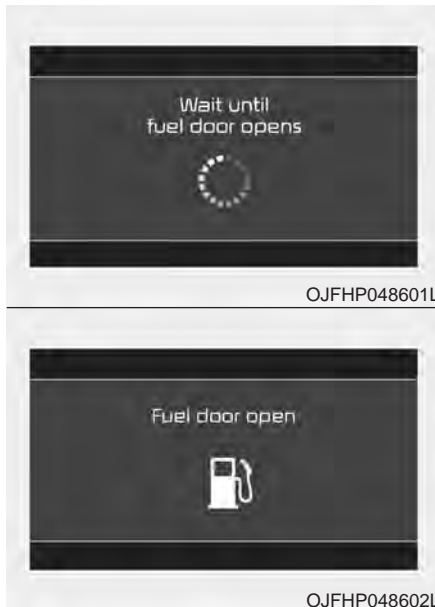 Wait until
fuel door opens
OJFHP048601L
Fuel door open
OJFHP048602L